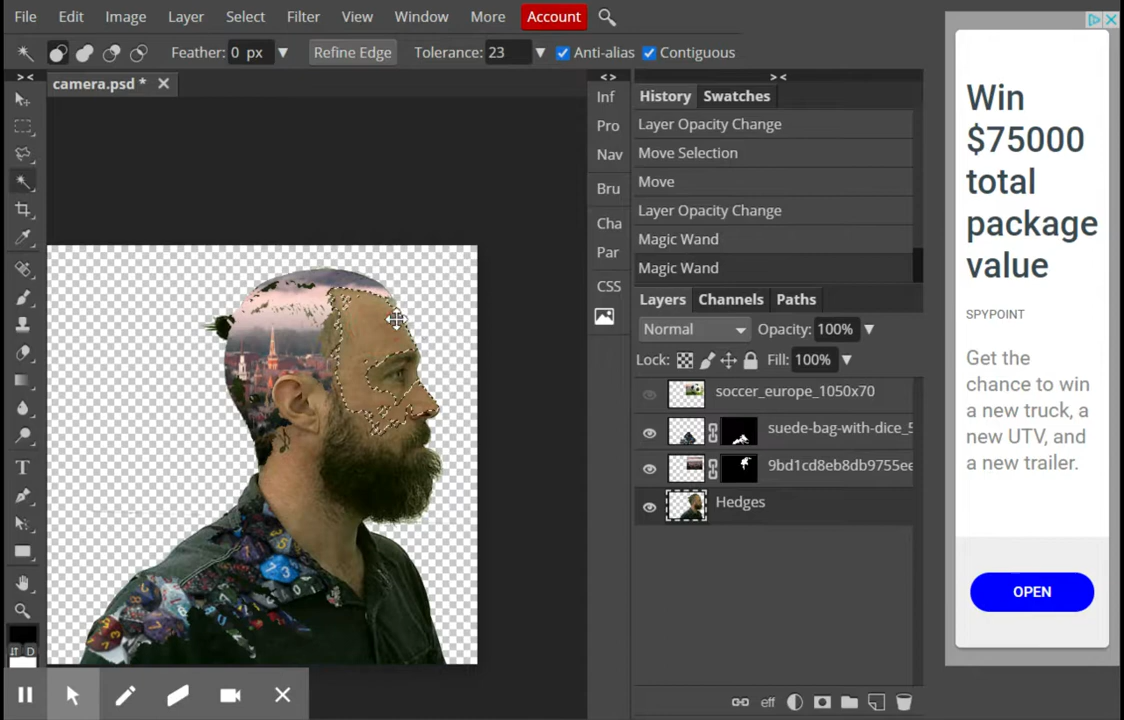 File Edit Image Layer Select Filter View Window More Account
Feather: 0 px Refine Edge Tolerance: 23 Anti-alias Contiguous
camera.psd *
> <
< >
> <
Inf
Pro
Nav
Bru
Cha
Par
CSS
History Swatches
Layer Opacity Change
Move Selection
Move
Layer Opacity Change
Magic Wand
Magic Wand
Layers Channels Paths
Normal Opacity: 100%
Lock: Fill: 100%
soccer_europe_1050x70
suede-bag-with-dice_5
9bd1cd8eb8db9755ee
Hedges
eff
T
D
Win
$75000
total
package
value
SPYPOINT
Get the
chance to win
a new truck, a
new UTV, and
a new trailer.
OPEN